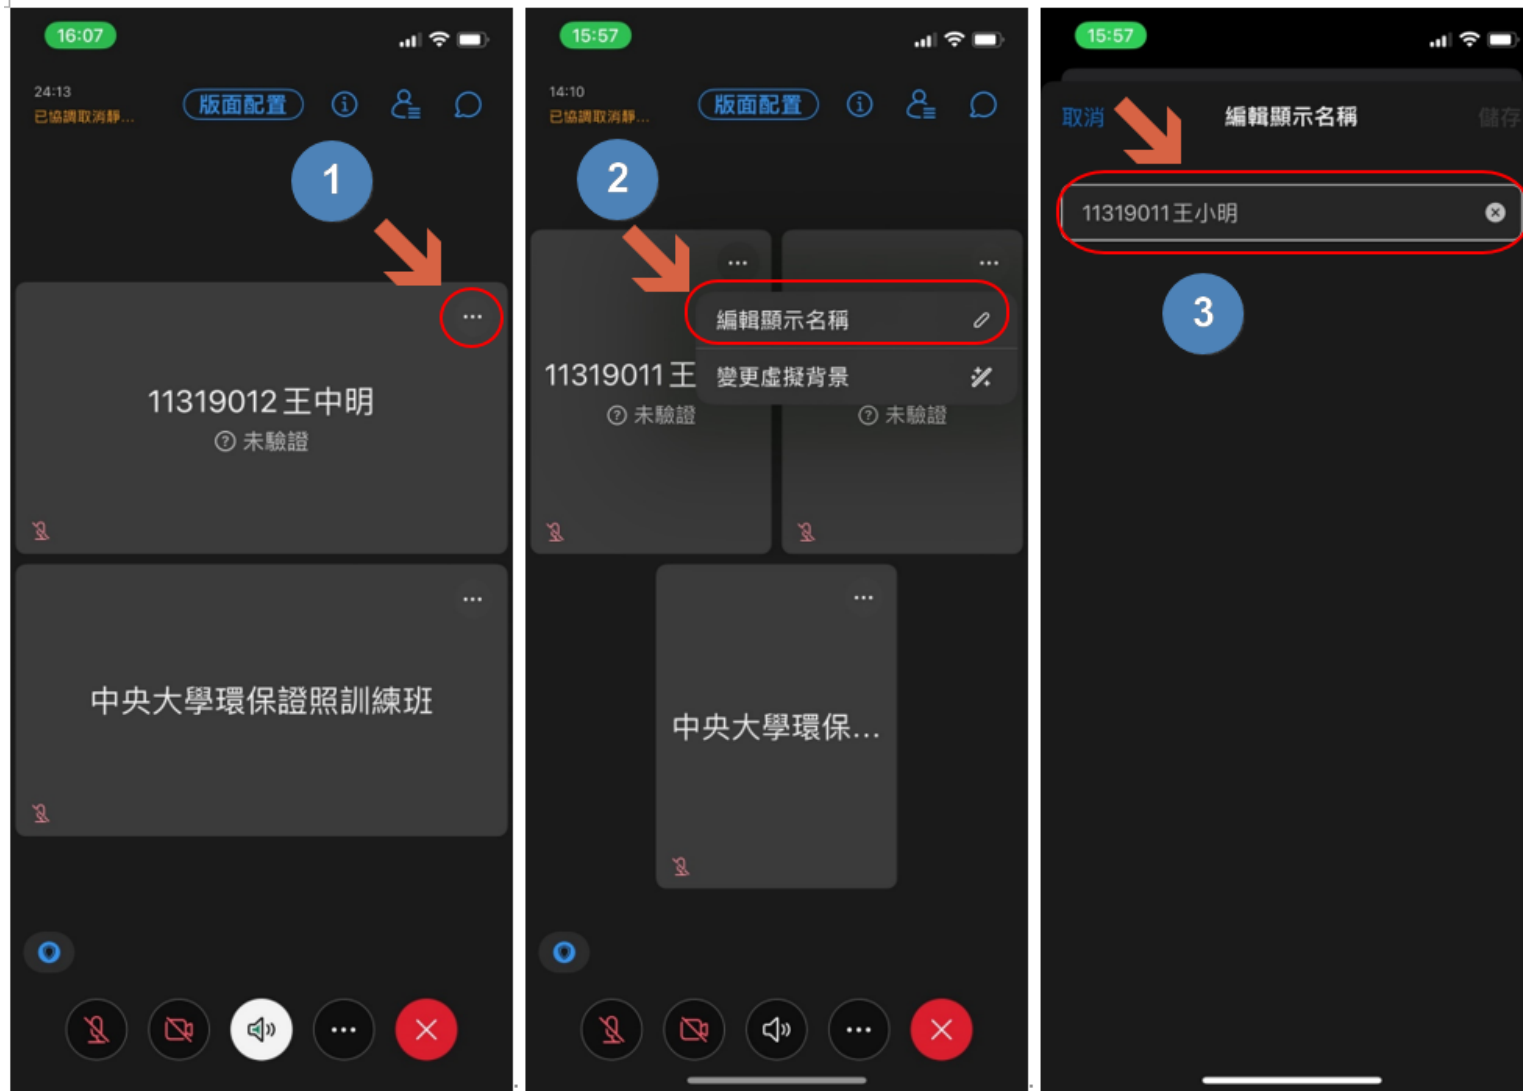 16:07
24:13
已協調取消靜...
版面配置
1
...
11319012 王中明
? 未驗證
...
中央大學環保證照訓練班
...
15:57
14:10
已協調取消靜...
版面配置
2
...
...
編輯顯示名稱
變更虛擬背景
11319011 王
? 未驗證
? 未驗證
...
中央大學環保...
...
15:57
取消
編輯顯示名稱
儲存
11319011王小明
3